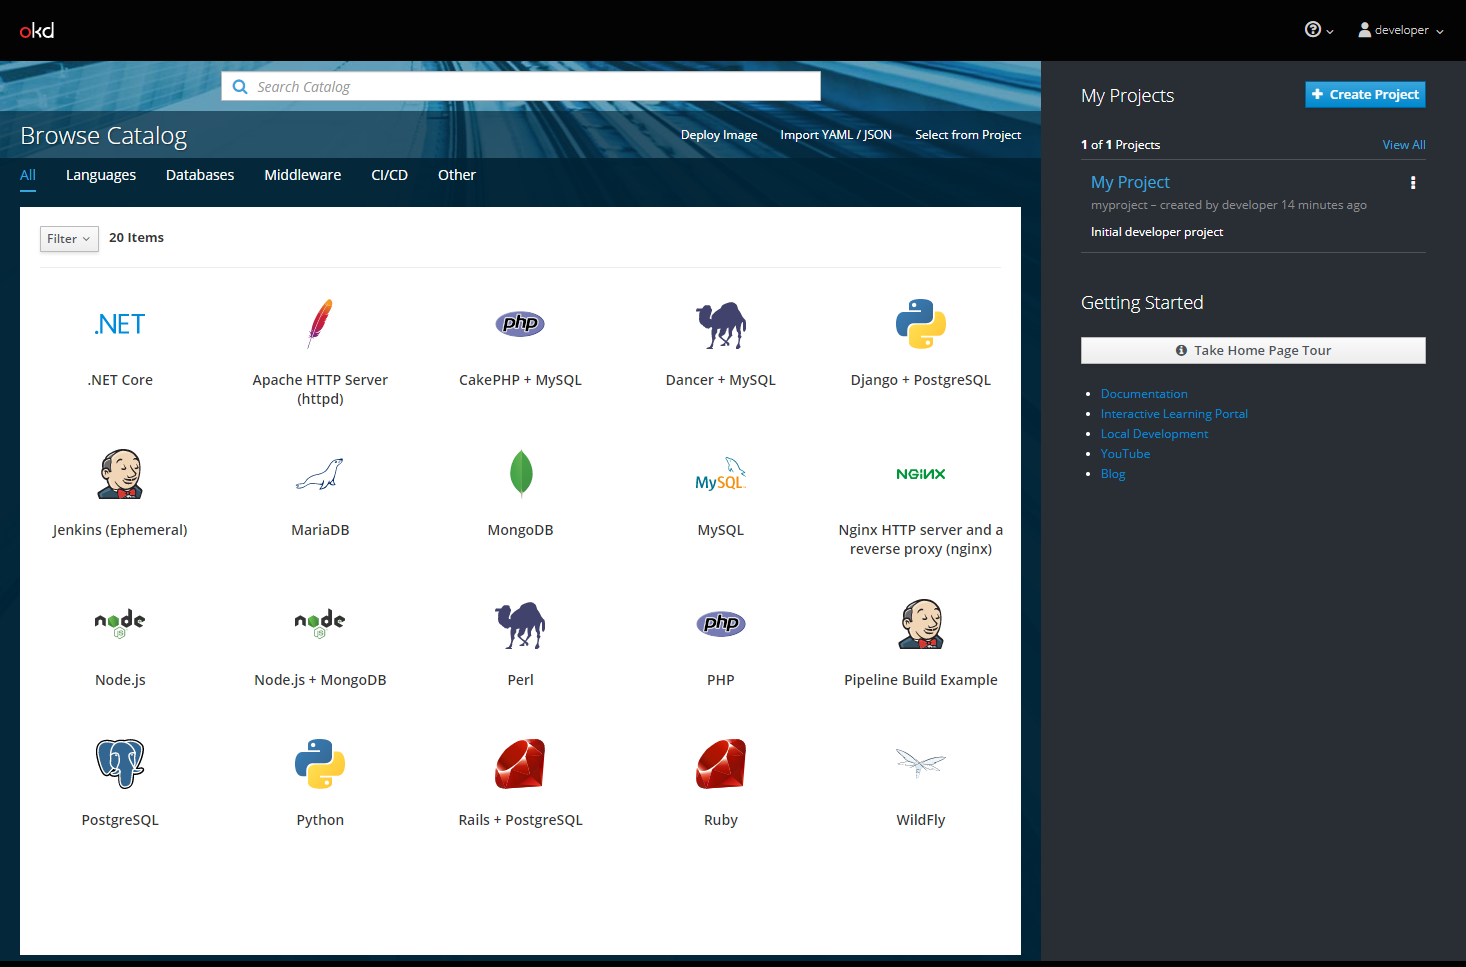 okd
developer
Search Catalog
Browse Catalog
Deploy Image
Import YAML / JSON
Select from Project
All
Languages
Databases
Middleware
CI/CD
Other
Filter
20 Items
.NET
.NET Core
Apache HTTP Server
(httpd)
php
CakePHP + MySQL
Dancer + MySQL
Django + PostgreSQL
Jenkins (Ephemeral)
MariaDB
MongoDB
MySQL
MySQL
NGINX
Nginx HTTP server and a
reverse proxy (nginx)
node
JS
Node.js
node
JS
Node.js + MongoDB
Perl
php
PHP
Pipeline Build Example
PostgreSQL
Python
Rails + PostgreSQL
Ruby
WildFly
My Projects
Create Project
1 of 1 Projects
View All
My Project
myproject – created by developer 14 minutes ago
Initial developer project
Getting Started
Take Home Page Tour
Documentation
Interactive Learning Portal
Local Development
YouTube
Blog